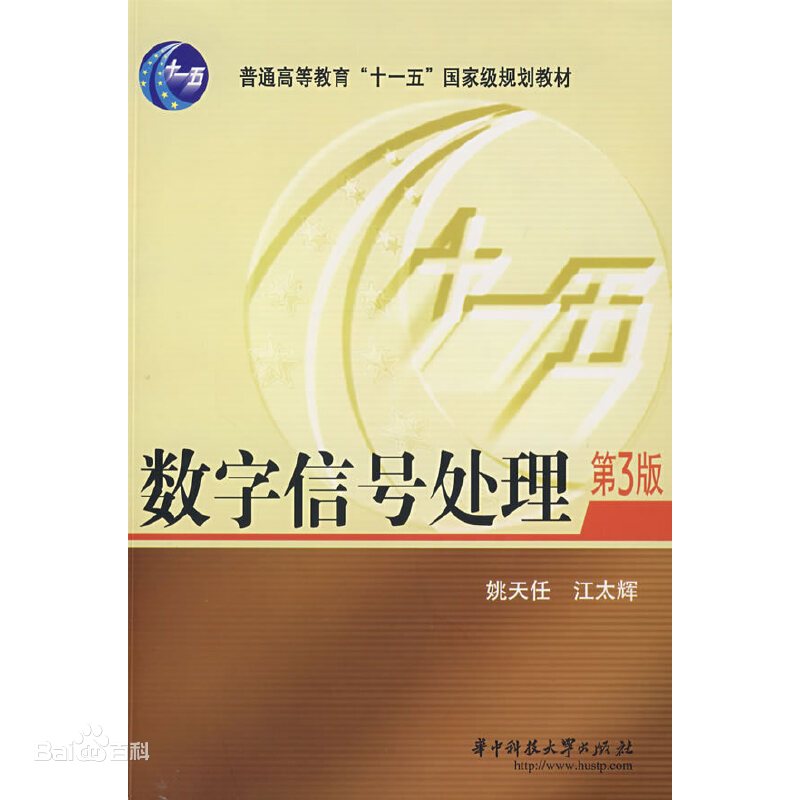 十一五
普通高等教育“十一五”国家级规划教材
十一五
数字信号处理 第3版
姚天任 江太辉
华中科技大学出版社
http://www.hustp.com
Baidu百科